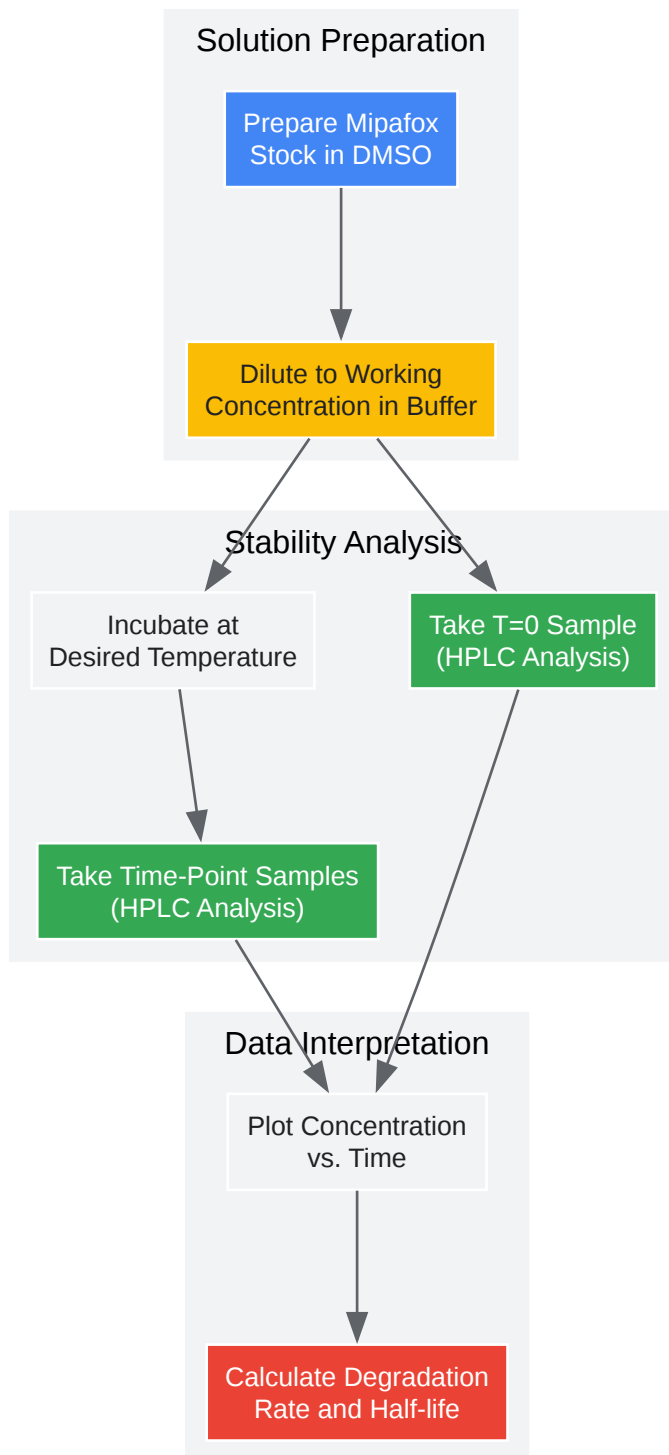 Solution Preparation
Prepare Mipafox
Stock in DMSO
Dilute to Working
Concentration in Buffer
Stability Analysis
Incubate at
Desired Temperature
Take T=0 Sample
(HPLC Analysis)
Take Time-Point Samples
(HPLC Analysis)
Data Interpretation
Plot Concentration
vs. Time
Calculate Degradation
Rate and Half-life